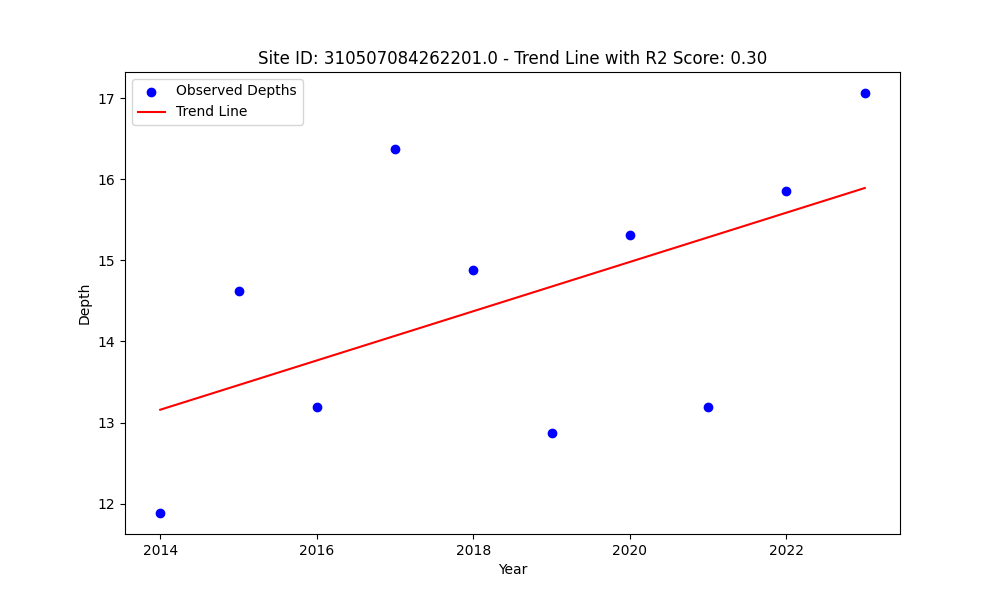 Site ID: 310507084262201.0 - Trend Line with R2 Score: 0.30
Observed Depths
Trend Line
17
16
15
14
13
12
Depth
2014
2016
2018
2020
2022
Year